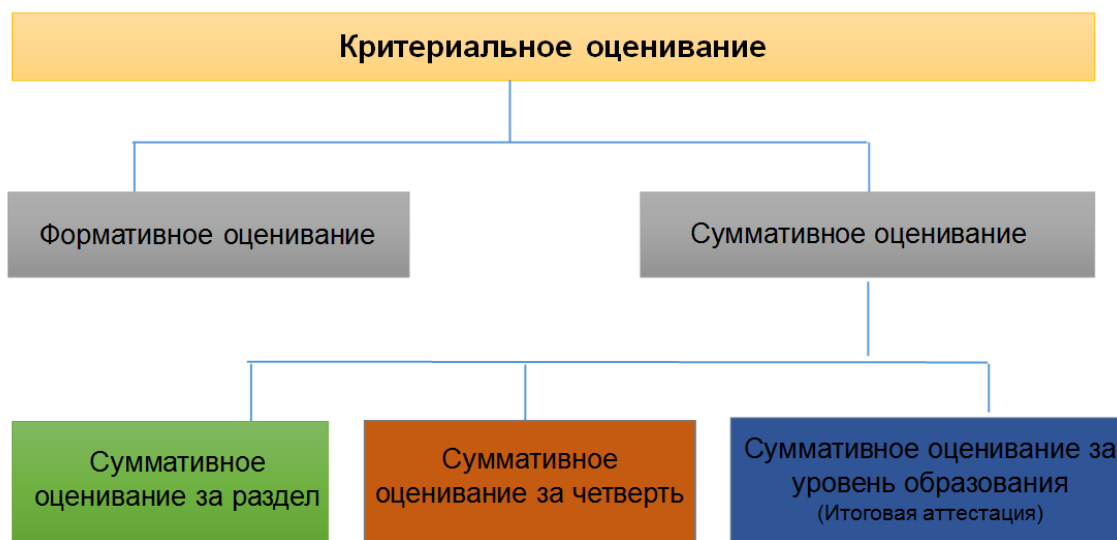 Критериальное оценивание
Формативное оценивание
Суммативное оценивание
Суммативное
оценивание за раздел
Суммативное
оценивание за четверть
Суммативное оценивание за
уровень образования
(Итоговая аттестация)